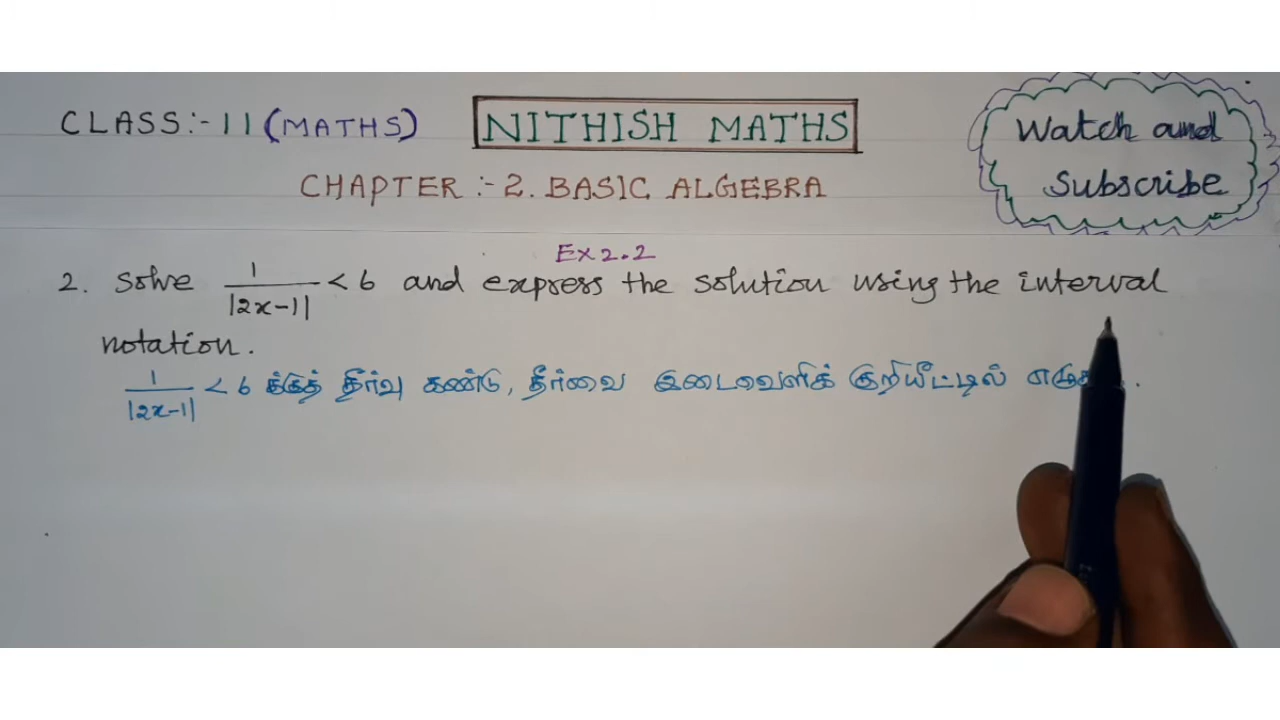 CLASS:- 11 (MATHS)
NITHISH MATHS
Watch and
Subscribe
CHAPTER :- 2. BASIC ALGEBRA
Ex 2.2
2. Solve 1/|2x-1| < 6 and express the solution using the interval
notation.
1/|2x-1| < 6 க்குத் தீர்வு கண்டு, தீர்வை இடைவெளிக் குறியீட்டில்